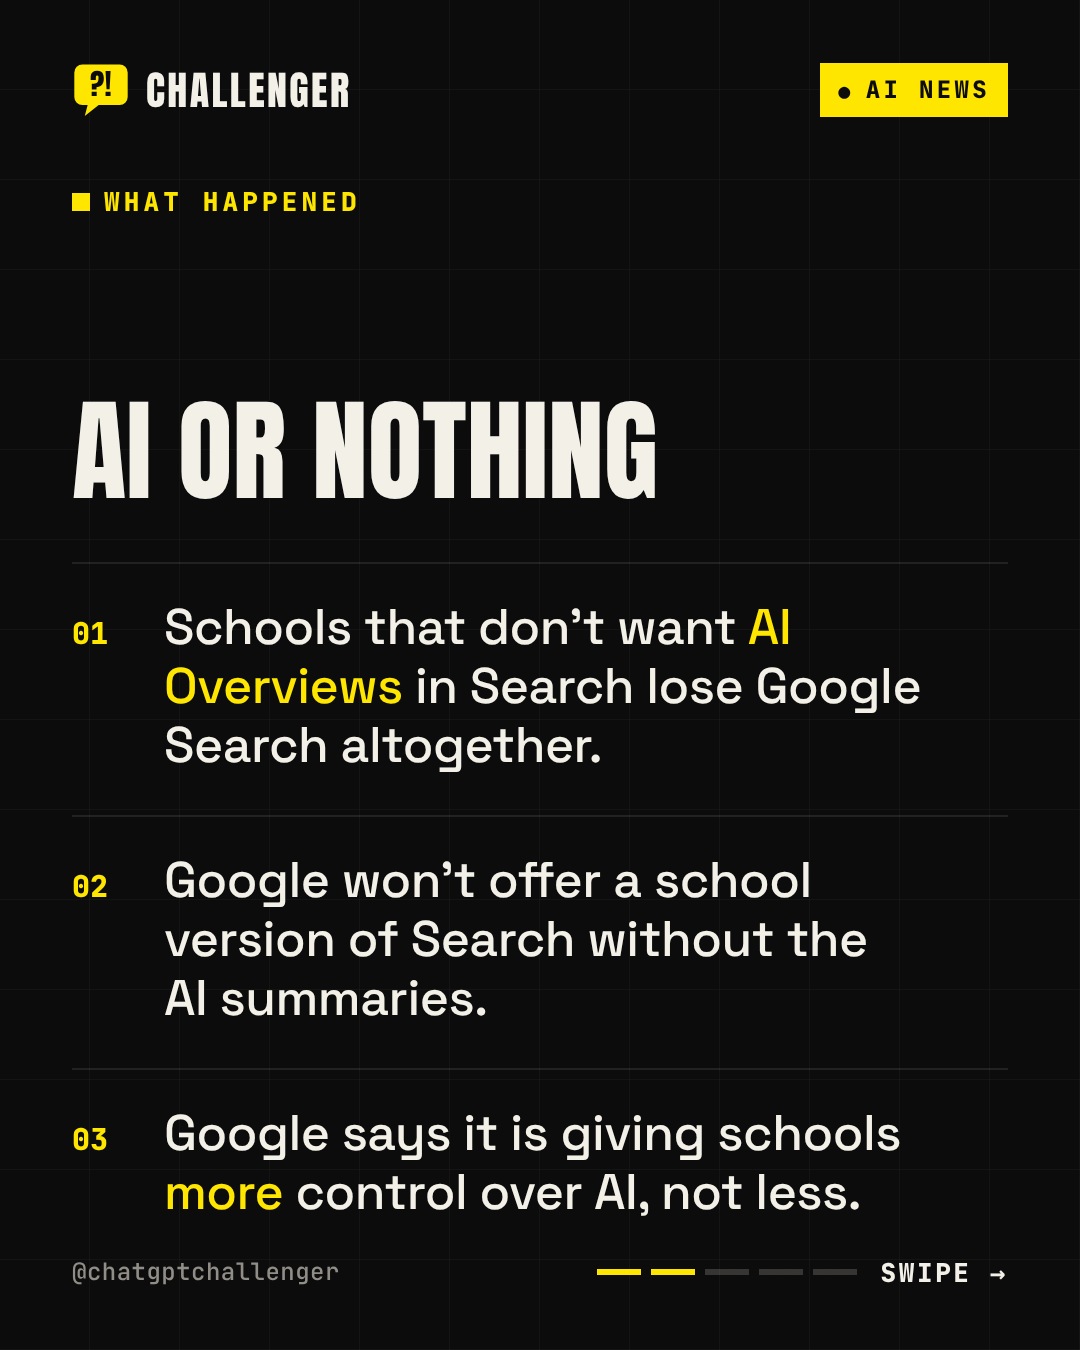 ?! CHALLENGER
● AI NEWS
WHAT HAPPENED
AI OR NOTHING
01
Schools that don’t want AI
Overviews in Search lose Google
Search altogether.
02
Google won’t offer a school
version of Search without the
AI summaries.
03
Google says it is giving schools
more control over AI, not less.
@chatgptchallenger
SWIPE →